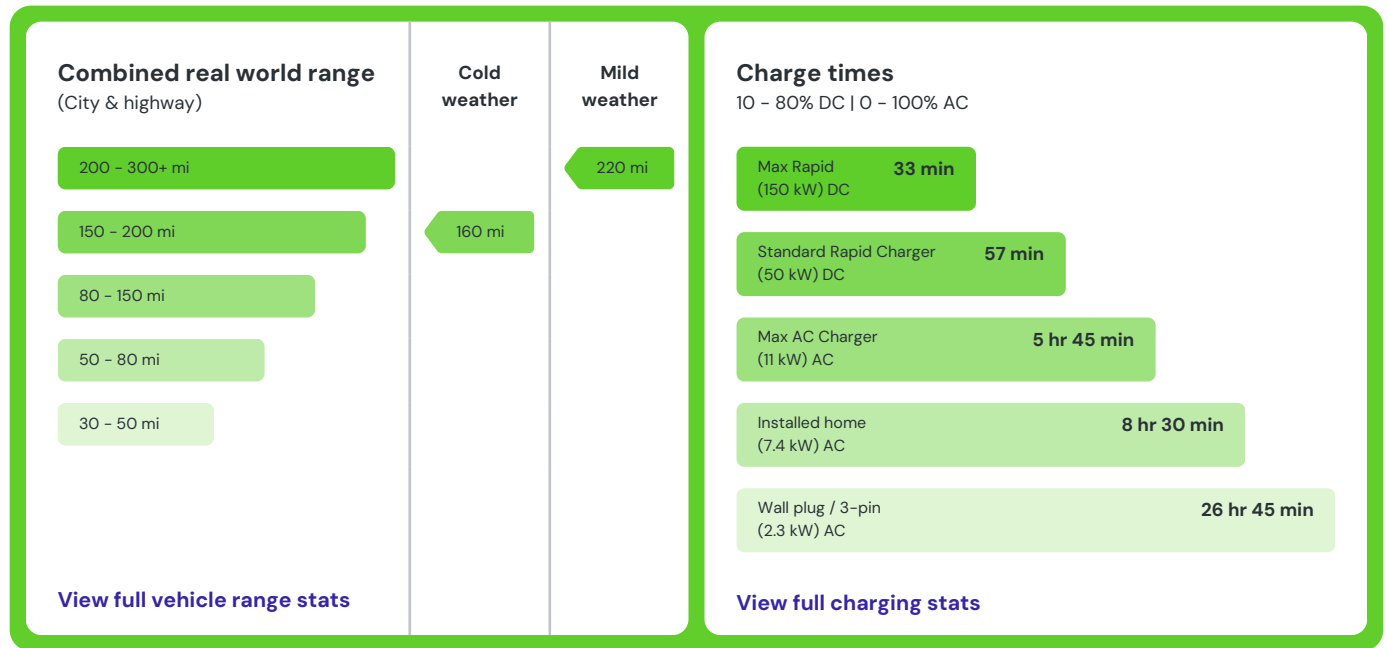 Combined real world range
(City & highway)
Cold
weather
Mild
weather
200 - 300+ mi
220 mi
150 - 200 mi
160 mi
80 - 150 mi
50 - 80 mi
30 - 50 mi
View full vehicle range stats
Charge times
10 - 80% DC | 0 - 100% AC
Max Rapid
(150 kW) DC
33 min
Standard Rapid Charger
(50 kW) DC
57 min
Max AC Charger
(11 kW) AC
5 hr 45 min
Installed home
(7.4 kW) AC
8 hr 30 min
Wall plug / 3-pin
(2.3 kW) AC
26 hr 45 min
View full charging stats